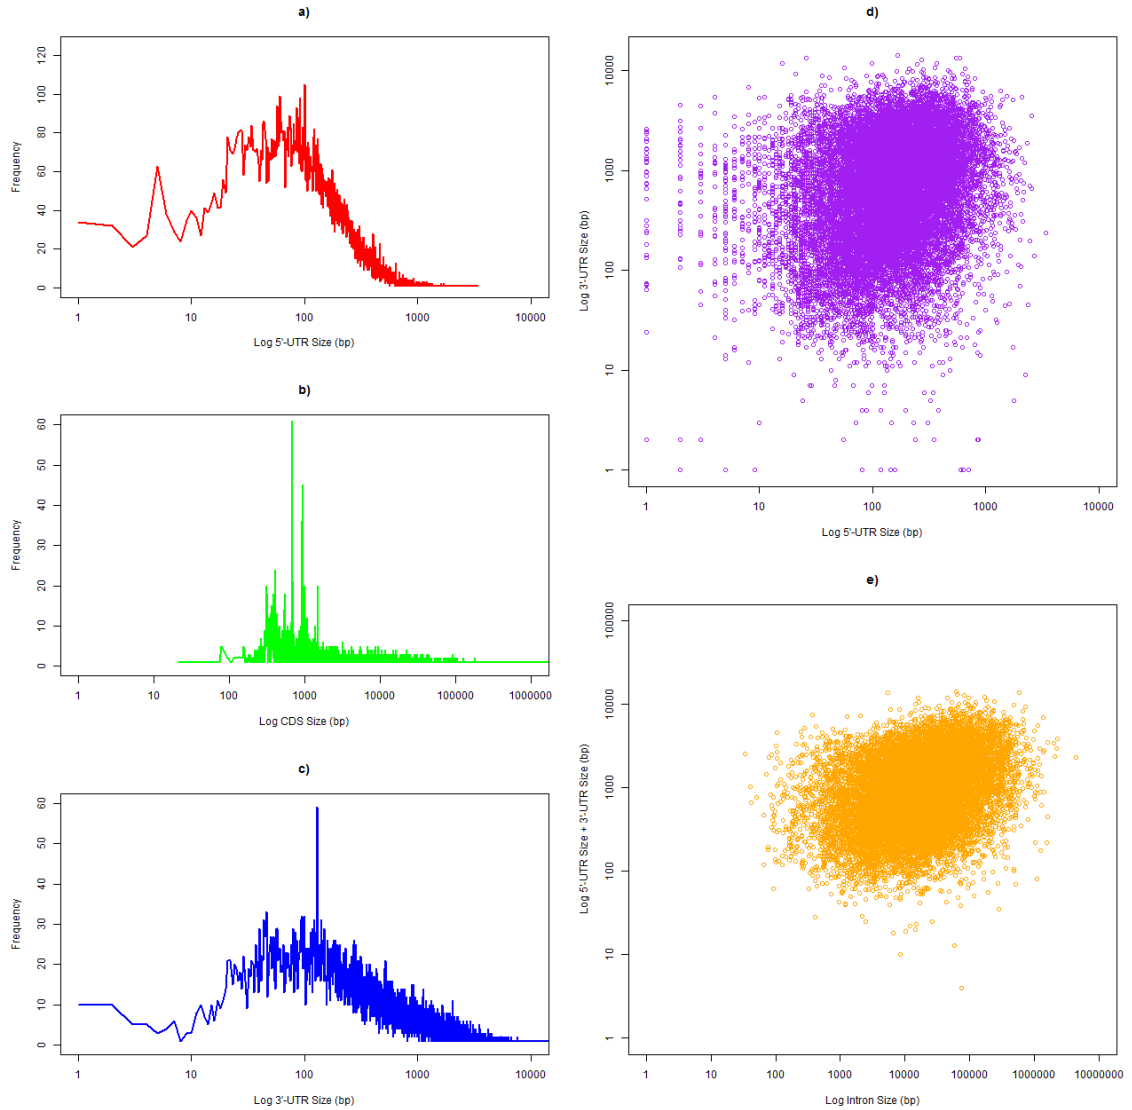 a)
Frequency
0 20 40 60 80 100 120
1 10 100 1000 10000
Log 5'-UTR Size (bp)
b)
Frequency
0 10 20 30 40 50 60
1 10 100 1000 10000 100000 1000000
Log CDS Size (bp)
c)
Frequency
0 10 20 30 40 50 60
1 10 100 1000 10000
Log 3'-UTR Size (bp)
d)
Log 3'-UTR Size (bp)
1 10 100 1000 10000
1 10 100 1000 10000
Log 5'-UTR Size (bp)
e)
Log 5'-UTR Size + 3'-UTR Size (bp)
1 10 100 1000 10000 100000
1 10 100 1000 10000 100000 1000000 10000000
Log Intron Size (bp)